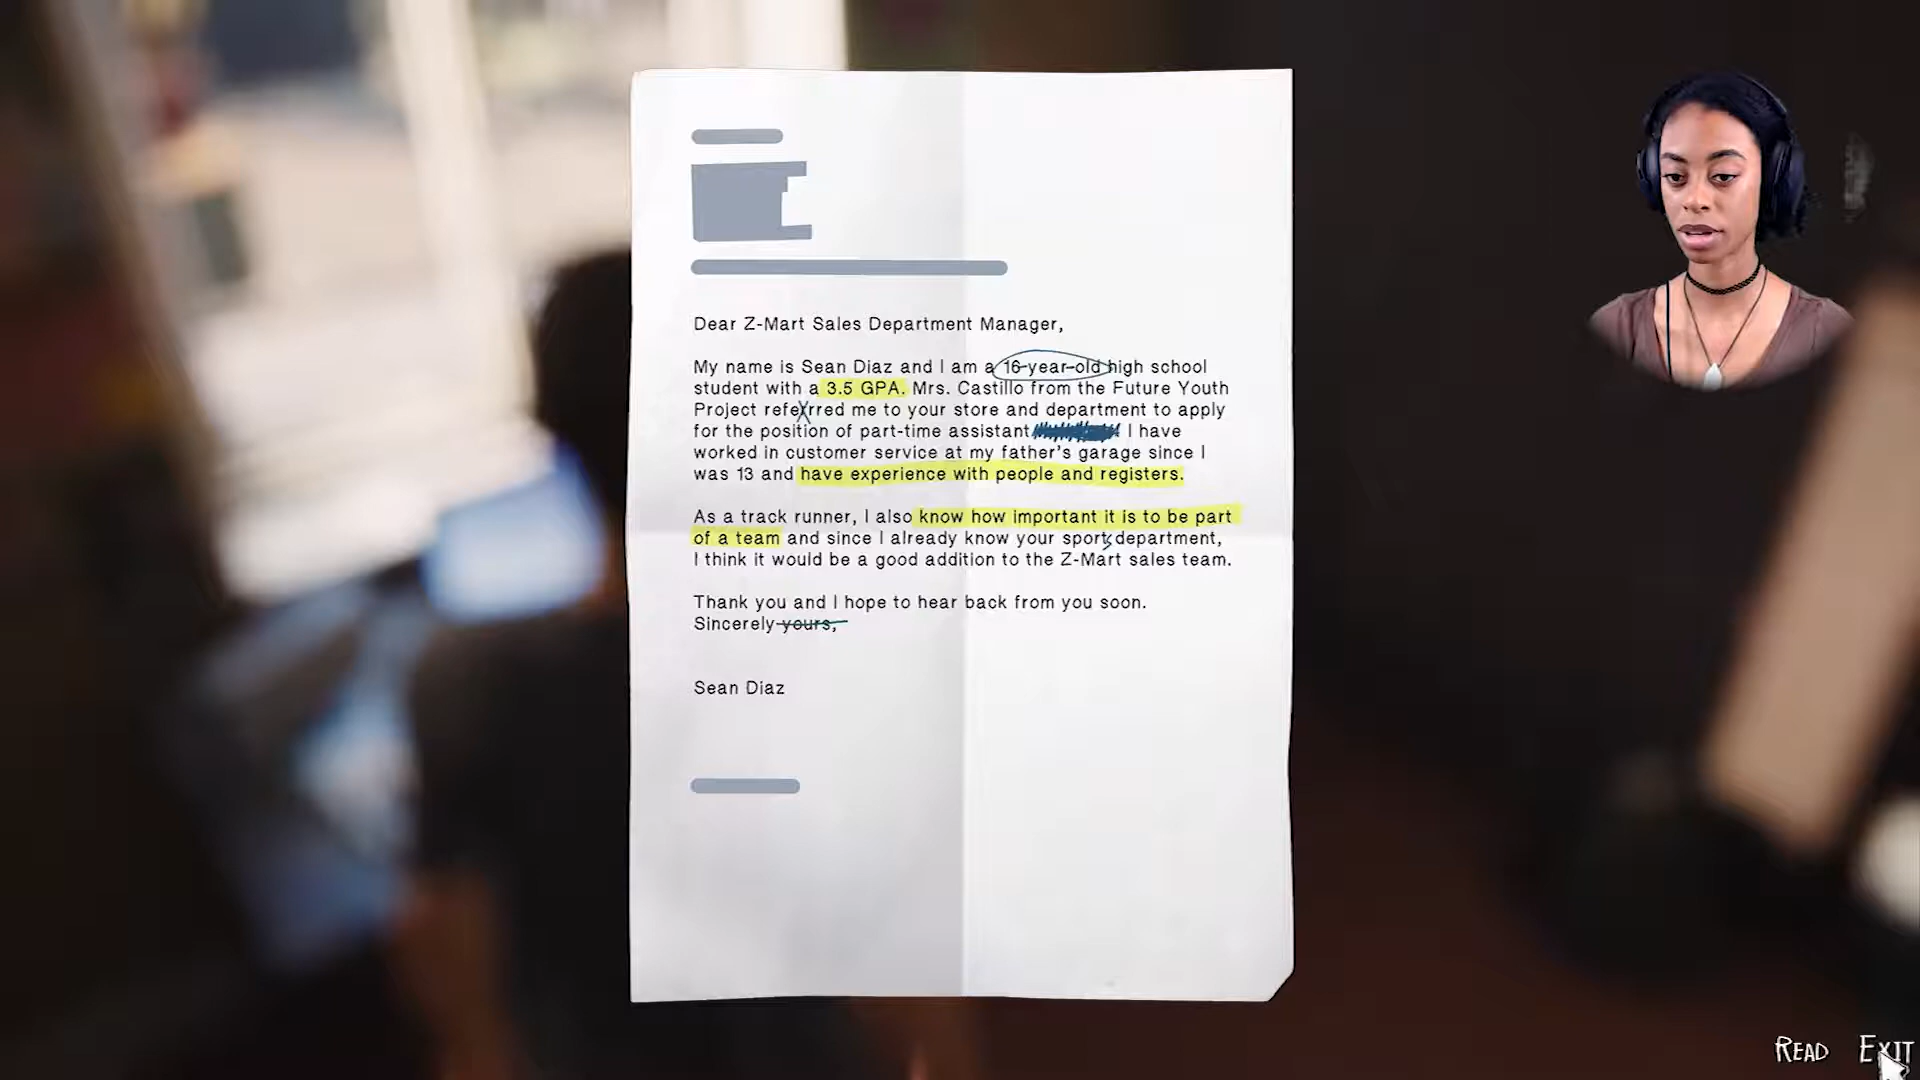 Dear Z-Mart Sales Department Manager,
My name is Sean Diaz and I am a 16-year-old high school
student with a 3.5 GPA. Mrs. Castillo from the Future Youth
Project referrred me to your store and department to apply
for the position of part-time assistant I have
worked in customer service at my father's garage since I
was 13 and have experience with people and registers.
As a track runner, I also know how important it is to be part
of a team and since I already know your sport department,
I think it would be a good addition to the Z-Mart sales team.
Thank you and I hope to hear back from you soon.
Sincerely yours,
Sean Diaz
READ EXIT